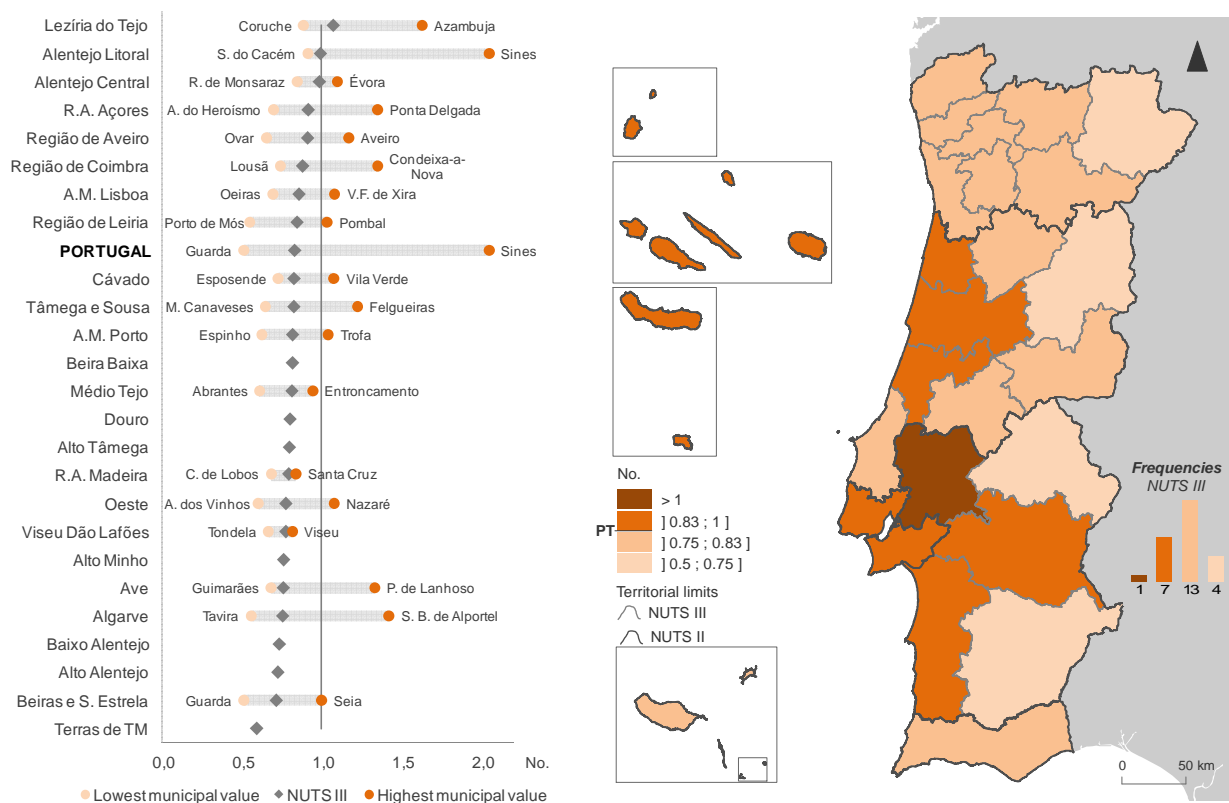 Lezíria do Tejo
Coruche
Azambuja
Alentejo Litoral
S. do Cacém
Sines
Alentejo Central
R. de Monsaraz
Évora
R.A. Açores
A. do Heroísmo
Ponta Delgada
Região de Aveiro
Ovar
Aveiro
Região de Coimbra
Lousã
Condeixa-a-
Nova
A.M. Lisboa
Oeiras
V.F. de Xira
Região de Leiria
Porto de Mós
Pombal
PORTUGAL
Guarda
Sines
Cávado
Esposende
Vila Verde
Tâmega e Sousa
M. Canaveses
Felgueiras
A.M. Porto
Espinho
Trofa
Beira Baixa
Médio Tejo
Abrantes
Entroncamento
Douro
Alto Tâmega
R.A. Madeira
C. de Lobos
Santa Cruz
Oeste
A. dos Vinhos
Nazaré
Viseu Dão Lafões
Tondela
Viseu
Alto Minho
Ave
Guimarães
P. de Lanhoso
Algarve
Tavira
S. B. de Alportel
Baixo Alentejo
Alto Alentejo
Beiras e S. Estrela
Guarda
Seia
Terras de TM
0,0 0,5 1,0 1,5 2,0 No.
Lowest municipal value NUTS III Highest municipal value
No.
> 1
] 0.83 ; 1 ]
PT
] 0.75 ; 0.83 ]
] 0.5 ; 0.75 ]
Territorial limits
NUTS III
NUTS II
Frequencies
NUTS III
1 7 13 4
0 50 km